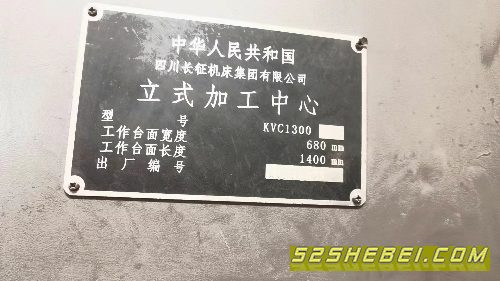 中华人民共和国
四川长征机床集团有限公司
立式加工中心
型 号 KVC1300
工作台面宽度 680 mm
工作台面长度 1400 mm
出厂编号
52SHEBEI.COM